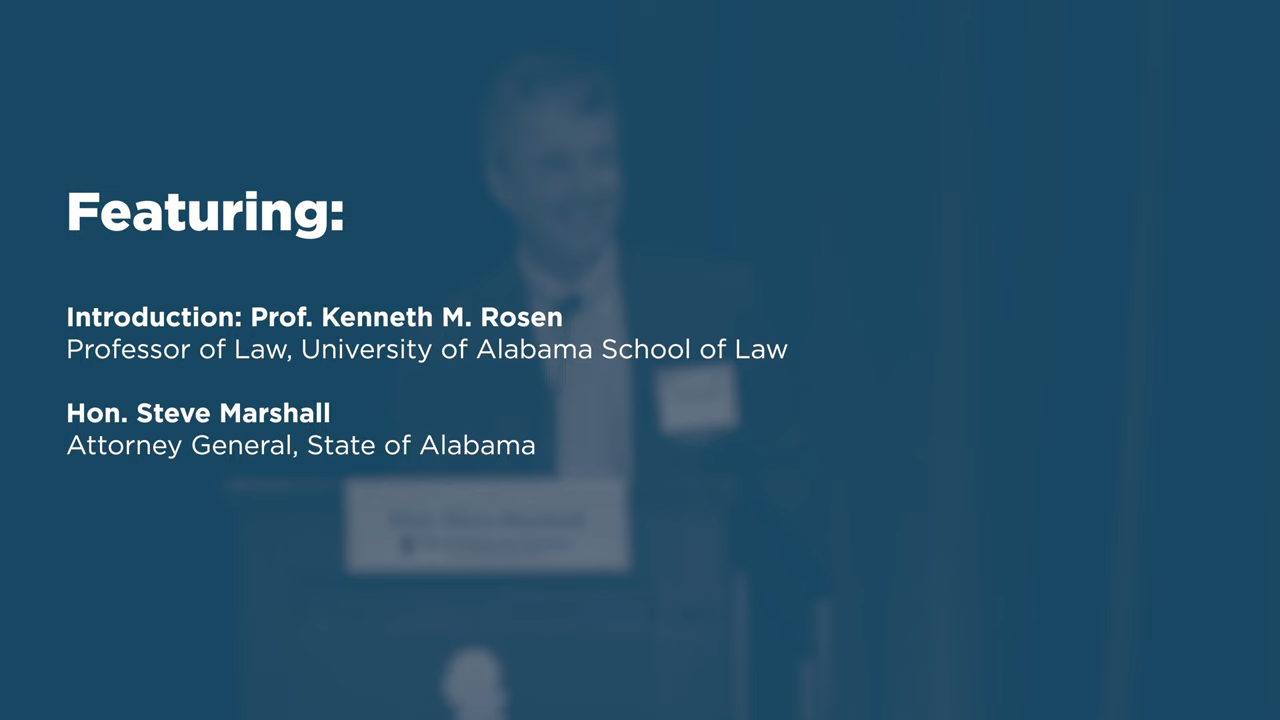 Featuring:
Introduction: Prof. Kenneth M. Rosen
Professor of Law, University of Alabama School of Law
Hon. Steve Marshall
Attorney General, State of Alabama